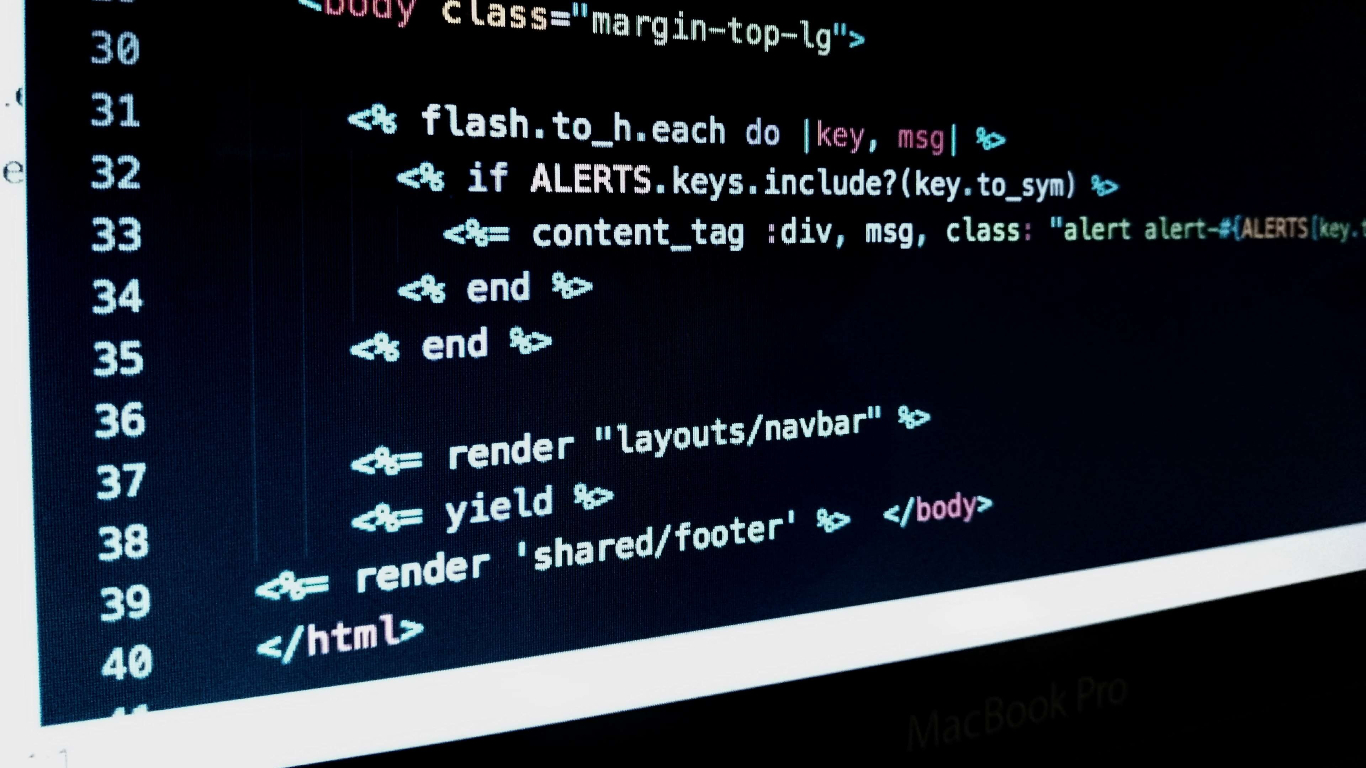 <body class="margin-top-lg">
30
31 <% flash.to_h.each do |key, msg| %>
32 <% if ALERTS.keys.include?(key.to_sym) %>
33 <%= content_tag :div, msg, class: "alert alert-#{ALERTS[key.
34 <% end %>
35 <% end %>
36
37 <%= render "layouts/navbar" %>
38 <%= yield %>
39 <%= render 'shared/footer' %> </body>
40 </html>
MacBook Pro